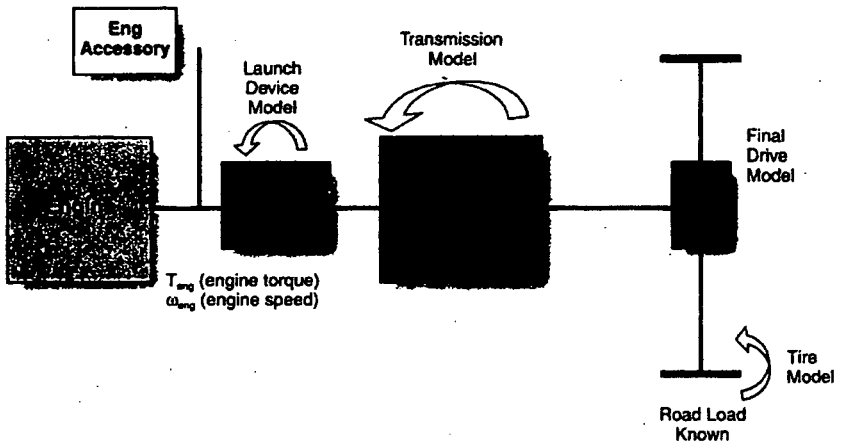 Eng
Accessory
Transmission
Model
Launch
Device
Model
Final
Drive
Model
T_eng (engine torque)
ω_eng (engine speed)
Tire
Model
Road Load
Known